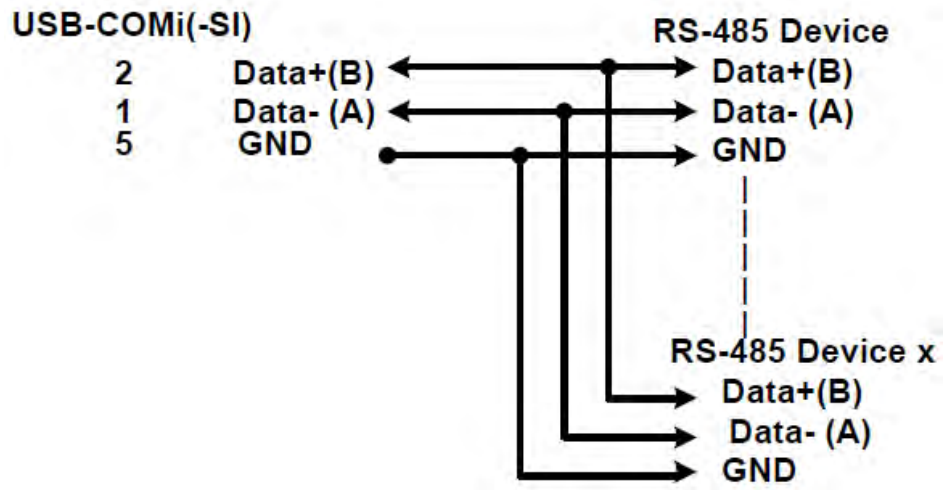 USB-COMi(-SI)
RS-485 Device
2 Data+(B) Data+(B)
1 Data- (A) Data- (A)
5 GND GND
RS-485 Device x
Data+(B)
Data- (A)
GND